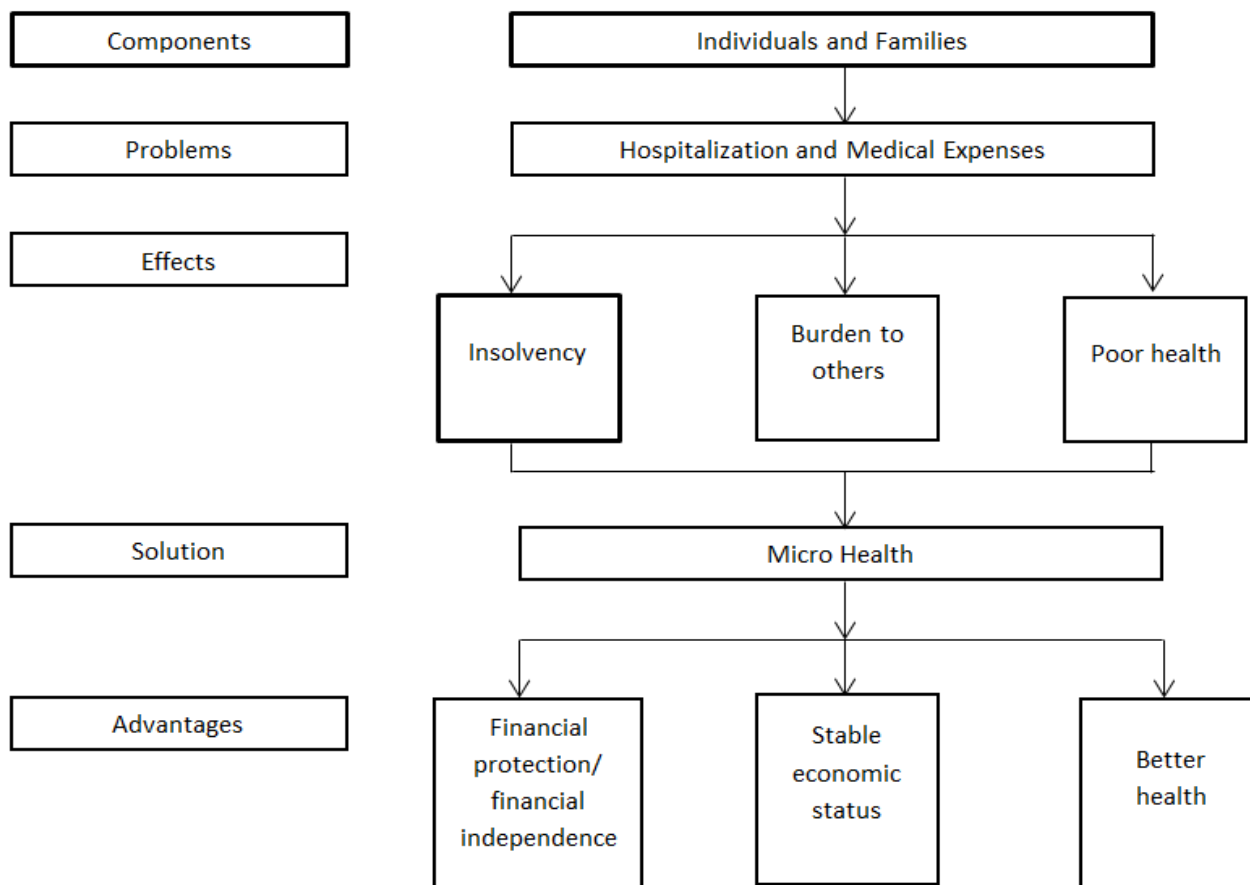 Components
Individuals and Families
Problems
Hospitalization and Medical Expenses
Effects
Insolvency
Burden to
others
Poor health
Solution
Micro Health
Advantages
Financial
protection/
financial
independence
Stable
economic
status
Better
health